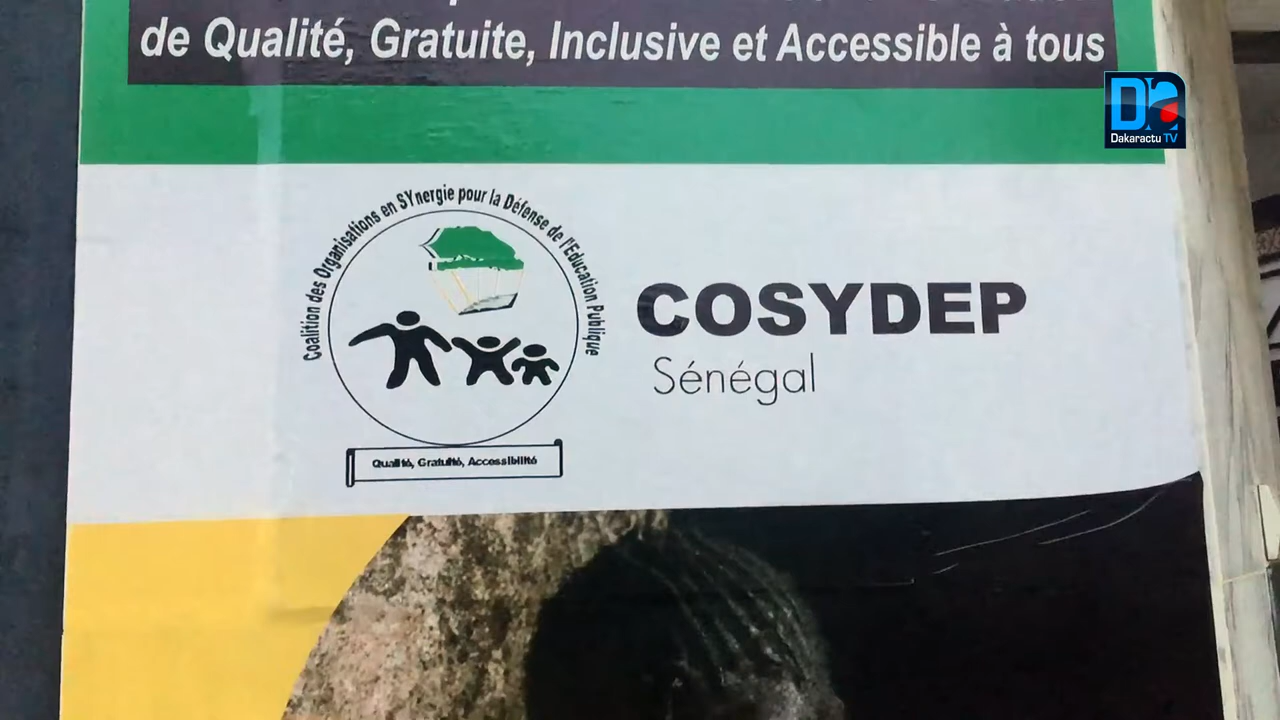 de Qualité, Gratuite, Inclusive et Accessible à tous
Dakaractu TV
Coalition des Organisations en SYnergie pour la Défense de l'Education Publique
COSYDEP
Sénégal
Qualité, Gratuité, Accessibilité